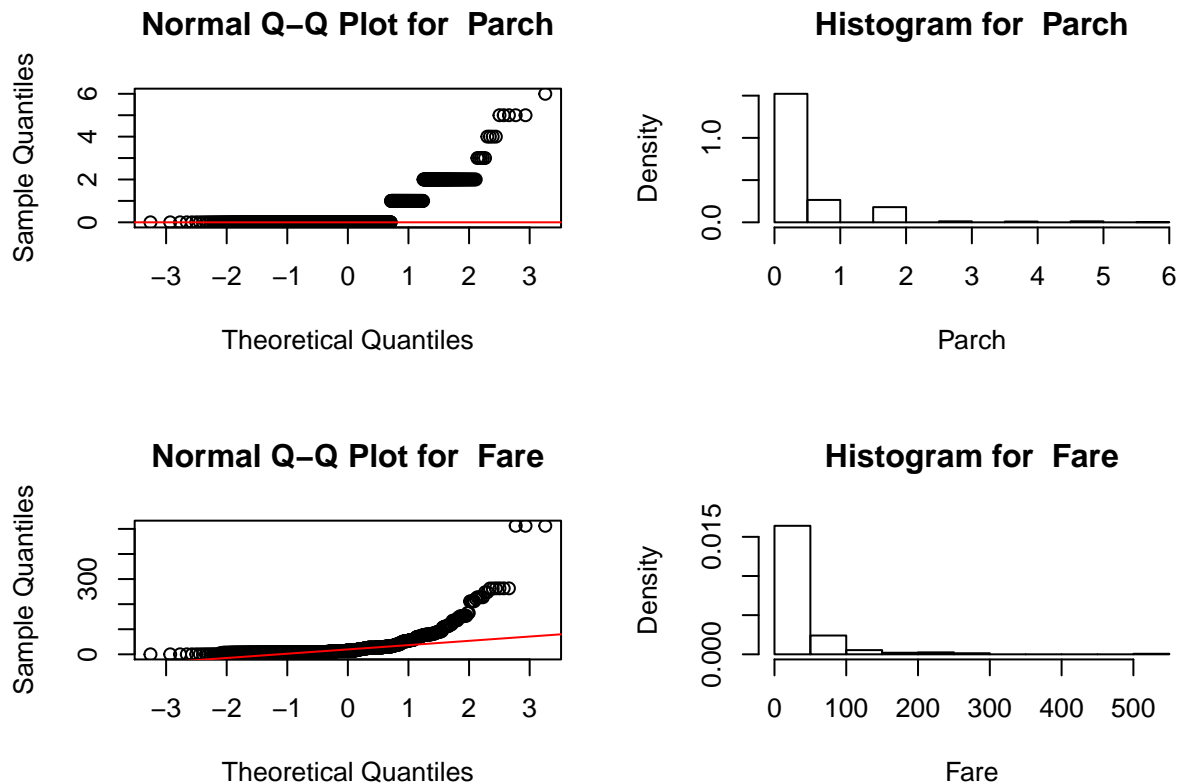 Normal Q−Q Plot for  Parch
Sample Quantiles
6
4
2
0
−3 −2 −1 0 1 2 3
Theoretical Quantiles
Histogram for  Parch
Density
1.0
0.0
0 1 2 3 4 5 6
Parch
Normal Q−Q Plot for  Fare
Sample Quantiles
300
0
−3 −2 −1 0 1 2 3
Theoretical Quantiles
Histogram for  Fare
Density
0.015
0.000
0 100 200 300 400 500
Fare